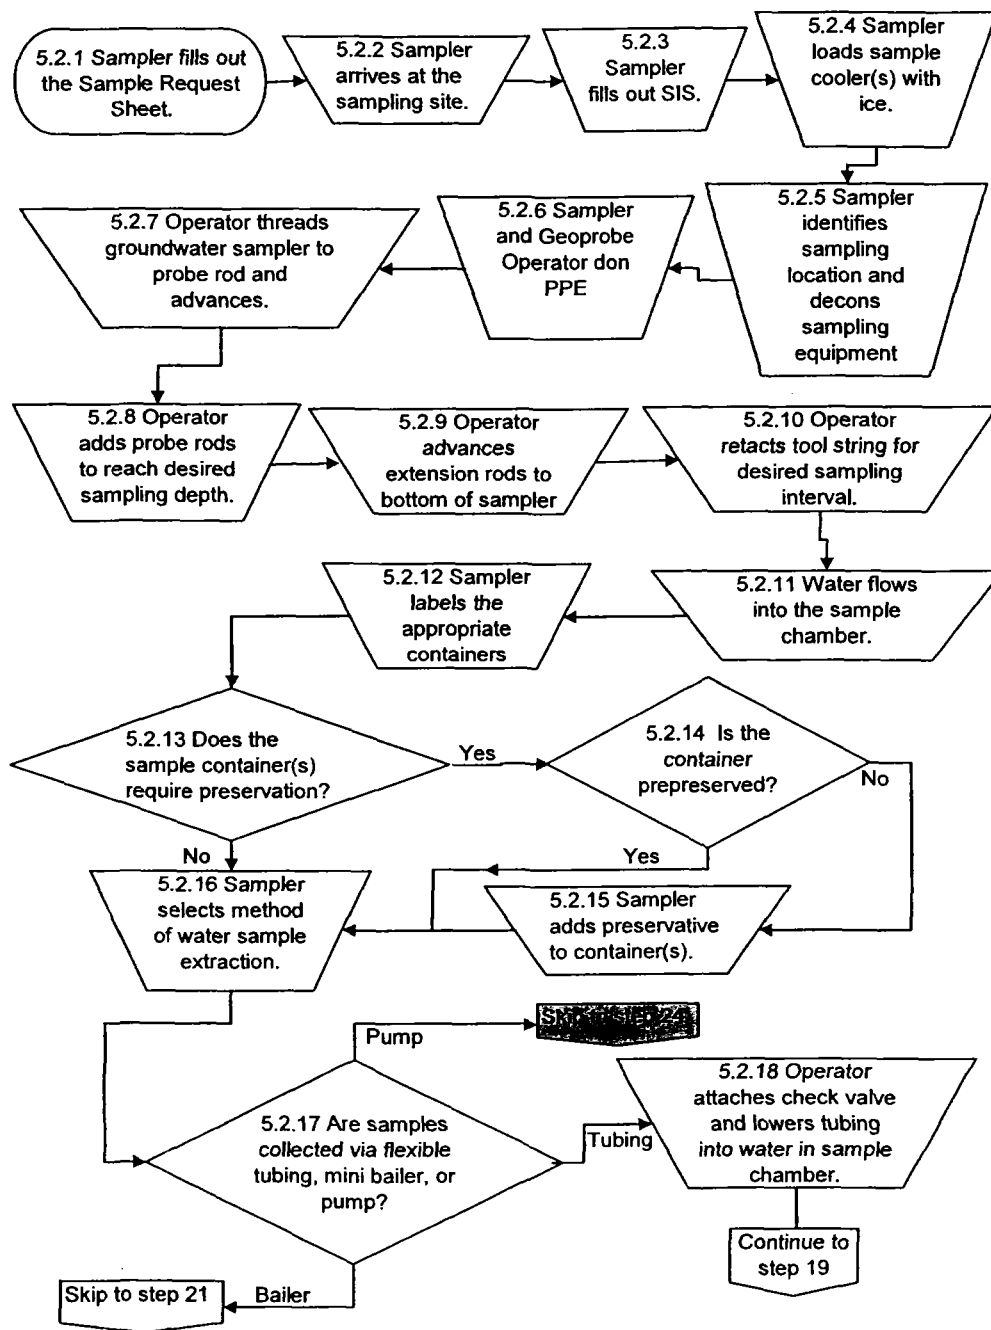 5.2.1 Sampler fills out
the Sample Request
Sheet.
5.2.2 Sampler
arrives at the
sampling site.
5.2.3
Sampler
fills out SIS.
5.2.4 Sampler
loads sample
cooler(s) with
ice.
5.2.5 Sampler
identifies
sampling
location and
decons
sampling
equipment
5.2.6 Sampler
and Geoprobe
Operator don
PPE
5.2.7 Operator threads
groundwater sampler to
probe rod and
advances.
5.2.8 Operator
adds probe rods
to reach desired
sampling depth.
5.2.9 Operator
advances
extension rods to
bottom of sampler
5.2.10 Operator
retacts tool string for
desired sampling
interval.
5.2.11 Water flows
into the sample
chamber.
5.2.12 Sampler
labels the
appropriate
containers
5.2.13 Does the
sample container(s)
require preservation?
Yes
No
5.2.14 Is the
container
prepreserved?
No
Yes
5.2.15 Sampler
adds preservative
to container(s).
5.2.16 Sampler
selects method
of water sample
extraction.
5.2.17 Are samples
collected via flexible
tubing, mini bailer, or
pump?
Pump
Tubing
5.2.18 Operator
attaches check valve
and lowers tubing
into water in sample
chamber.
Continue to
step 19
Bailer
Skip to step 21